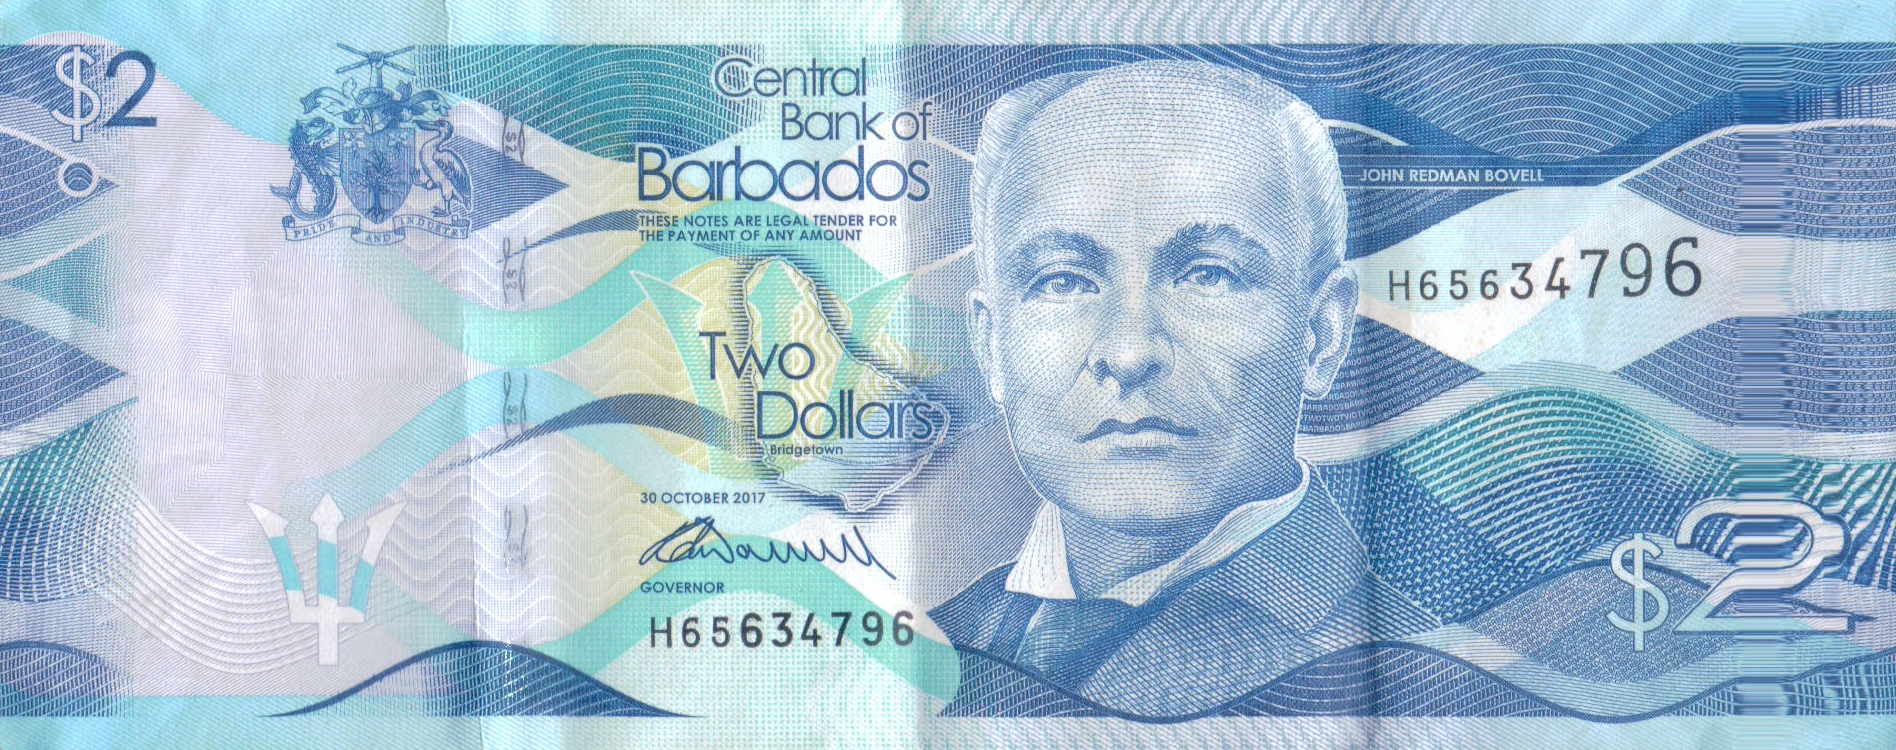 $2
Central
Bank of
Barbados
THESE NOTES ARE LEGAL TENDER FOR
THE PAYMENT OF ANY AMOUNT
PRIDE AND INDUSTRY
JOHN REDMAN BOVELL
H65634796
Two
Dollars
Bridgetown
30 OCTOBER 2017
GOVERNOR
H65634796
$2